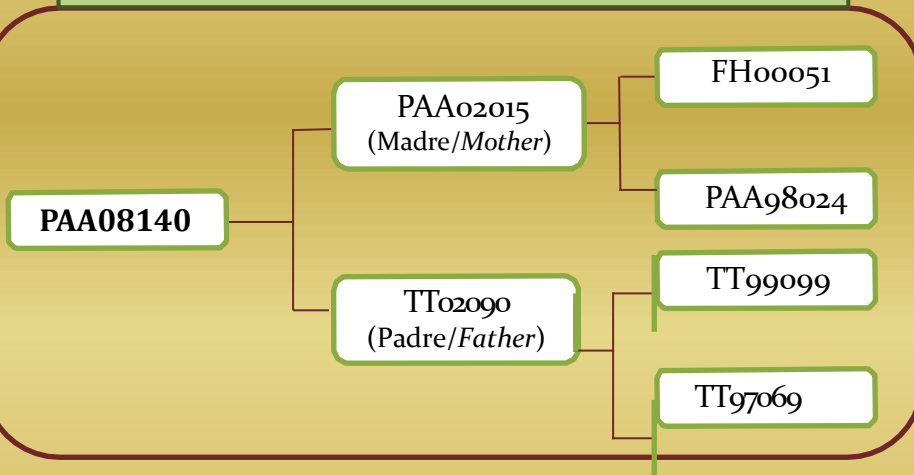 FH00051
PAA02015
(Madre/Mother)
PAA98024
PAA08140
TT99099
TT02090
(Padre/Father)
TT97069